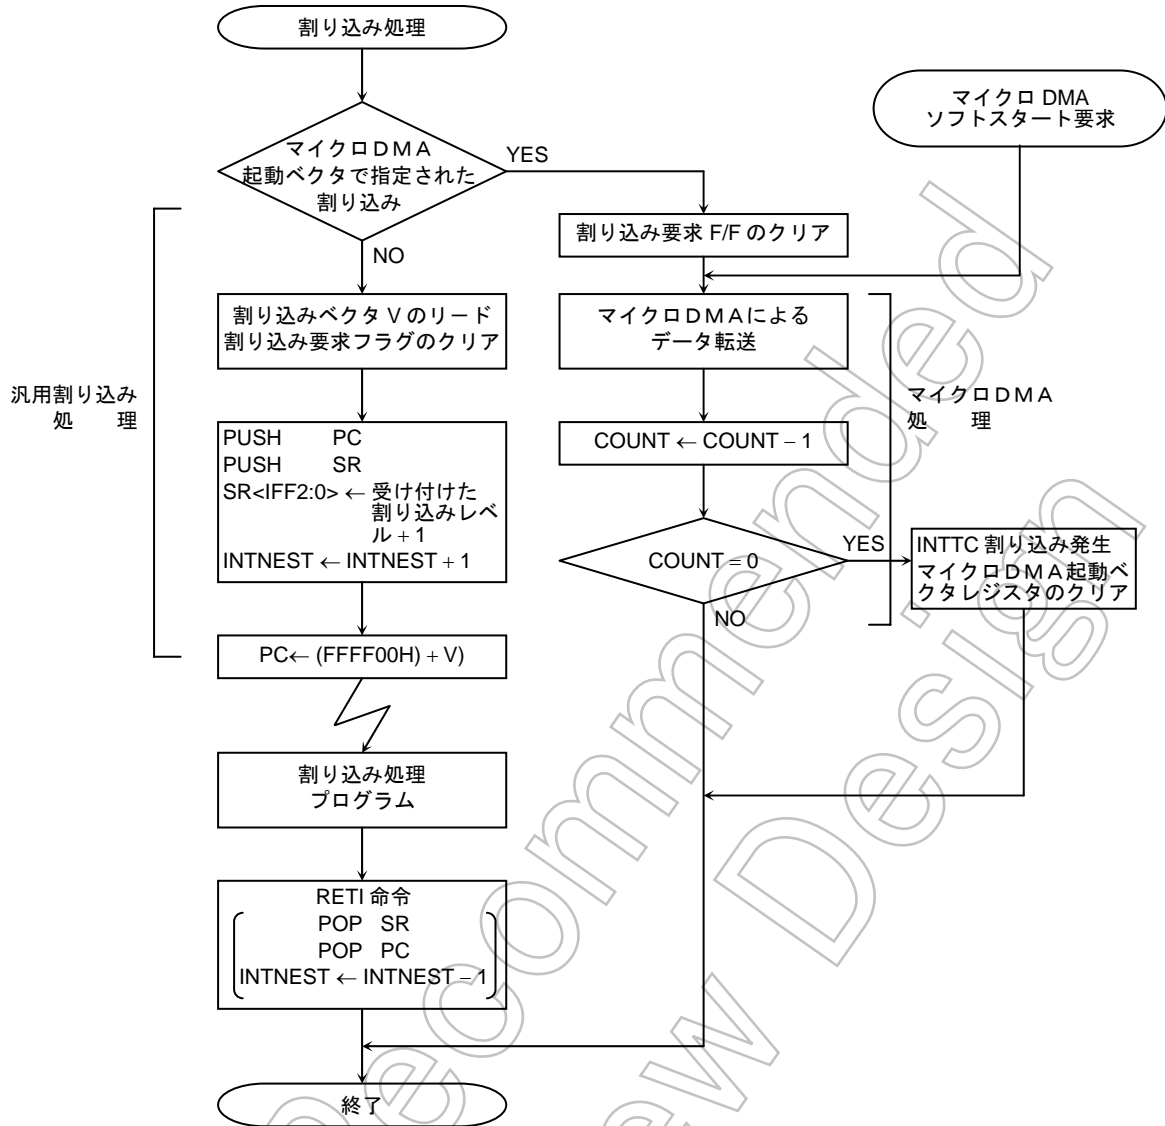 割り込み処理
マイクロDMA
起動ベクタで指定された
割り込み
YES
NO
マイクロ DMA
ソフトスタート要求
割り込み要求 F/F のクリア
汎用割り込み
処　理
割り込みベクタ V のリード
割り込み要求フラグのクリア
PUSH PC
PUSH SR
SR<IFF2:0> ← 受け付けた
割り込みレベ
ル + 1
INTNEST ← INTNEST + 1
PC← (FFFF00H) + V)
割り込み処理
プログラム
RETI 命令
POP SR
POP PC
INTNEST ← INTNEST − 1
終了
マイクロDMAによる
データ転送
COUNT ← COUNT − 1
COUNT = 0
YES
NO
マイクロDMA
処　理
INTTC 割り込み発生
マイクロDMA起動ベ
クタレジスタのクリア
Recommended
New Design